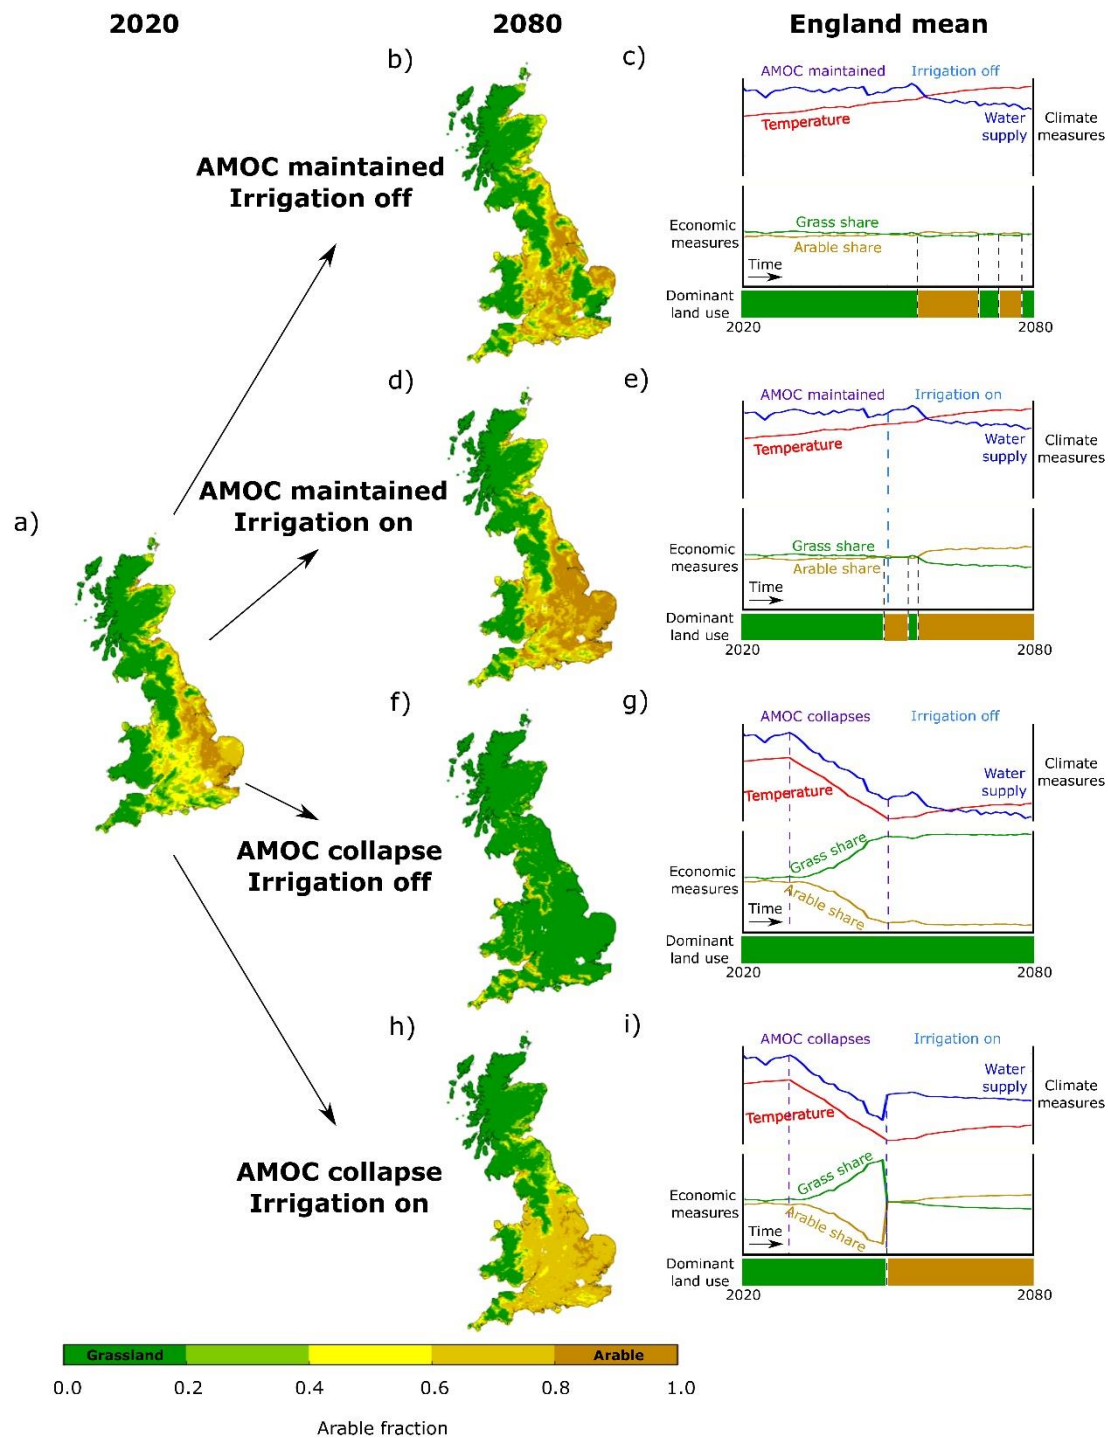 2020
2080
England mean
b)
c)
AMOC maintained
Irrigation off
AMOC maintained
Irrigation off
Temperature
Water
supply
Climate
measures
Economic
measures
Grass share
Arable share
Time
Dominant
land use
2020
2080
d)
e)
AMOC maintained
Irrigation on
AMOC maintained
Irrigation on
Temperature
Water
supply
Climate
measures
Economic
measures
Grass share
Arable share
Time
Dominant
land use
2020
2080
a)
f)
g)
AMOC collapse
Irrigation off
AMOC collapses
Irrigation off
Temperature
Water
supply
Climate
measures
Economic
measures
Grass share
Arable share
Time
Dominant
land use
2020
2080
h)
i)
AMOC collapse
Irrigation on
AMOC collapses
Irrigation on
Temperature
Water
supply
Climate
measures
Economic
measures
Grass share
Arable share
Time
Dominant
land use
2020
2080
Grassland
Arable
0.0 0.2 0.4 0.6 0.8 1.0
Arable fraction